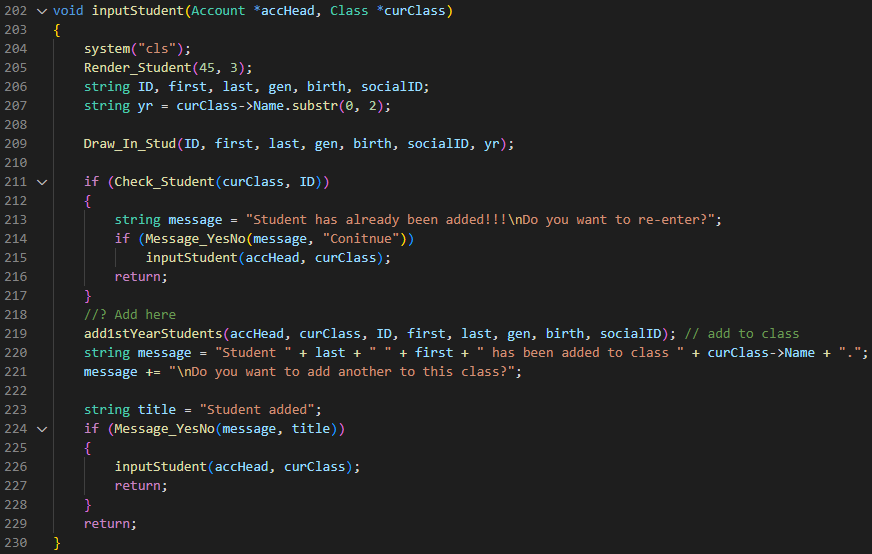 202 void inputStudent(Account *accHead, Class *curClass)
203 {
204     system("cls");
205     Render_Student(45, 3);
206     string ID, first, last, gen, birth, socialID;
207     string yr = curClass->Name.substr(0, 2);
208
209     Draw_In_Stud(ID, first, last, gen, birth, socialID, yr);
210
211     if (Check_Student(curClass, ID))
212     {
213         string message = "Student has already been added!!!\nDo you want to re-enter?";
214         if (Message_YesNo(message, "Conitnue"))
215             inputStudent(accHead, curClass);
216         return;
217     }
218     //? Add here
219     add1stYearStudents(accHead, curClass, ID, first, last, gen, birth, socialID); // add to class
220     string message = "Student " + last + " " + first + " has been added to class " + curClass->Name + ".";
221     message += "\nDo you want to add another to this class?";
222
223     string title = "Student added";
224     if (Message_YesNo(message, title))
225     {
226         inputStudent(accHead, curClass);
227         return;
228     }
229     return;
230 }